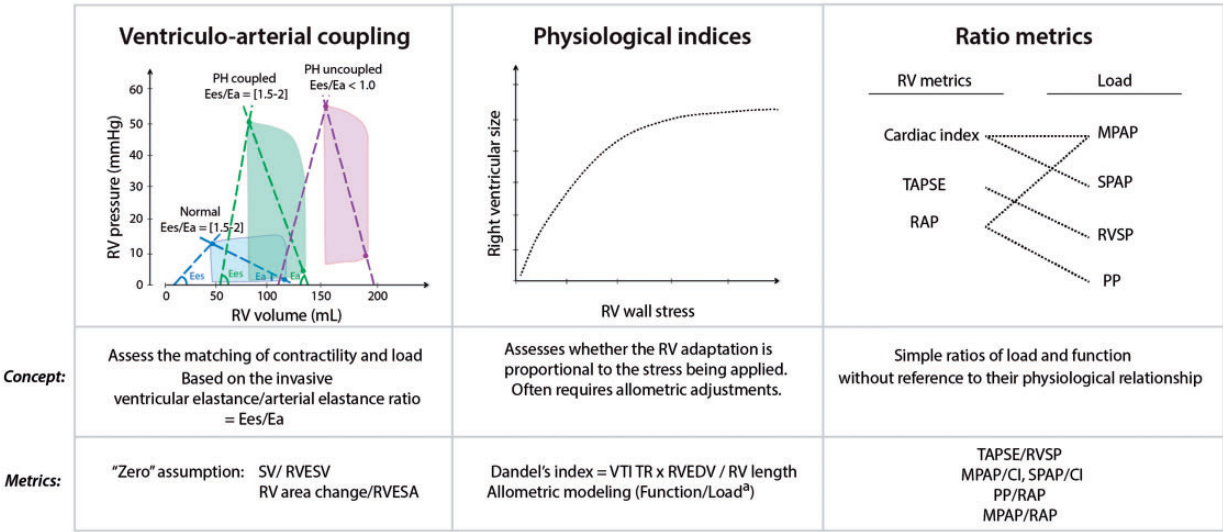 Ventriculo-arterial coupling
PH coupled
Ees/Ea = [1.5-2]
PH uncoupled
Ees/Ea < 1.0
Normal
Ees/Ea = [1.5-2]
RV pressure (mmHg)
60
50
40
30
20
10
0
Ees
Ees
Ea
Ea
0
50
100
150
200
RV volume (mL)
Physiological indices
Right ventricular size
RV wall stress
Ratio metrics
RV metrics
Load
Cardiac index
MPAP
TAPSE
SPAP
RAP
RVSP
PP
Concept:
Assess the matching of contractility and load
Based on the invasive
ventricular elastance/arterial elastance ratio
= Ees/Ea
Assesses whether the RV adaptation is
proportional to the stress being applied.
Often requires allometric adjustments.
Simple ratios of load and function
without reference to their physiological relationship
Metrics:
"Zero" assumption: SV/ RVESV
RV area change/RVESA
Dandel's index = VTI TR x RVEDV / RV length
Allometric modeling (Function/Loadᵃ)
TAPSE/RVSP
MPAP/CI, SPAP/CI
PP/RAP
MPAP/RAP